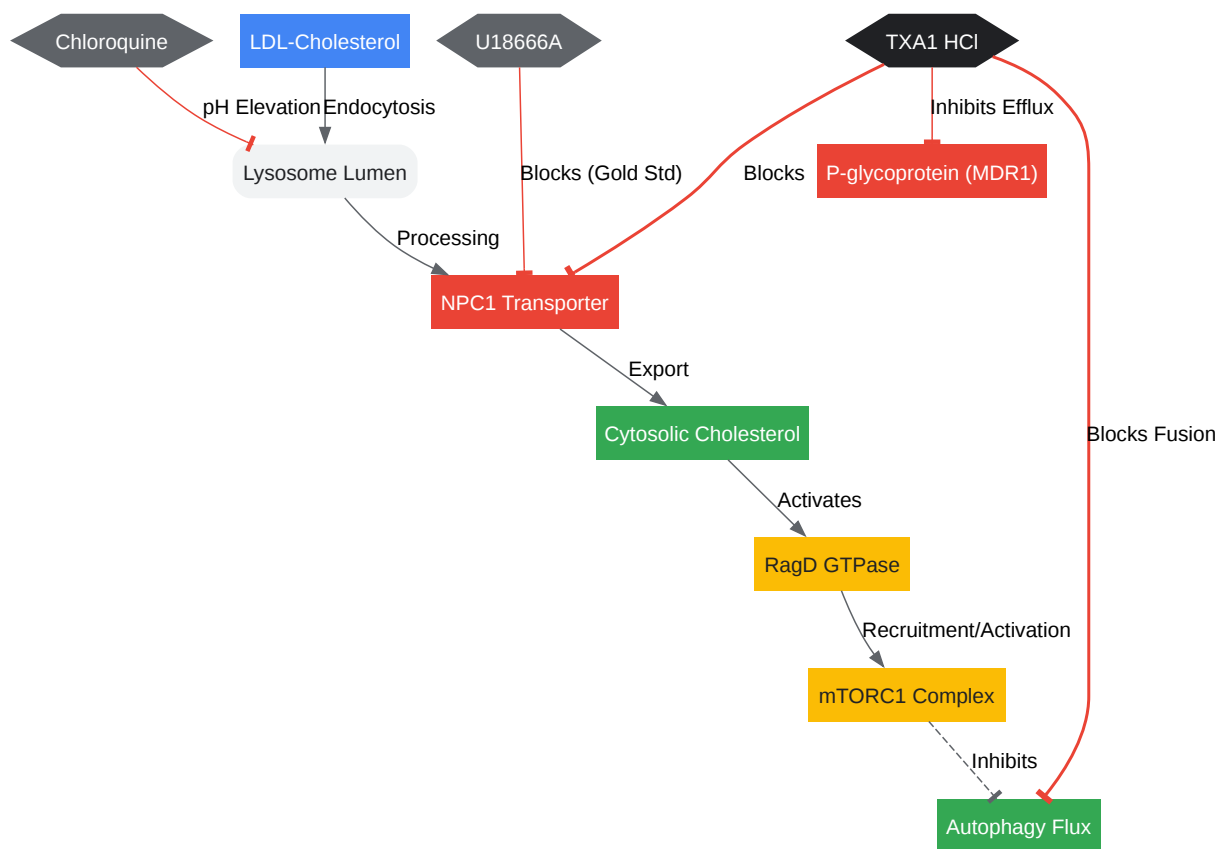 Chloroquine
LDL-Cholesterol
U18666A
TXA1 HCl
pH Elevation
Endocytosis
Inhibits Efflux
Lysosome Lumen
Blocks (Gold Std)
Blocks
P-glycoprotein (MDR1)
Processing
NPC1 Transporter
Export
Cytosolic Cholesterol
Blocks Fusion
Activates
RagD GTPase
Recruitment/Activation
mTORC1 Complex
Inhibits
Autophagy Flux